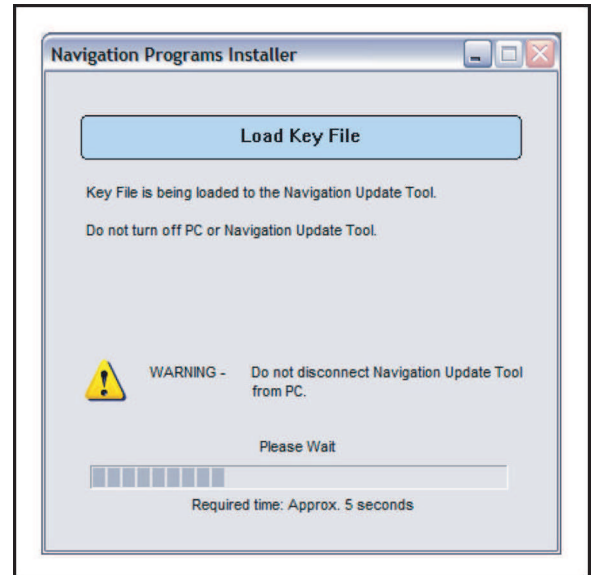 Navigation Programs Installer
Load Key File
Key File is being loaded to the Navigation Update Tool.
Do not turn off PC or Navigation Update Tool.
WARNING - Do not disconnect Navigation Update Tool
from PC.
Please Wait
Required time: Approx. 5 seconds